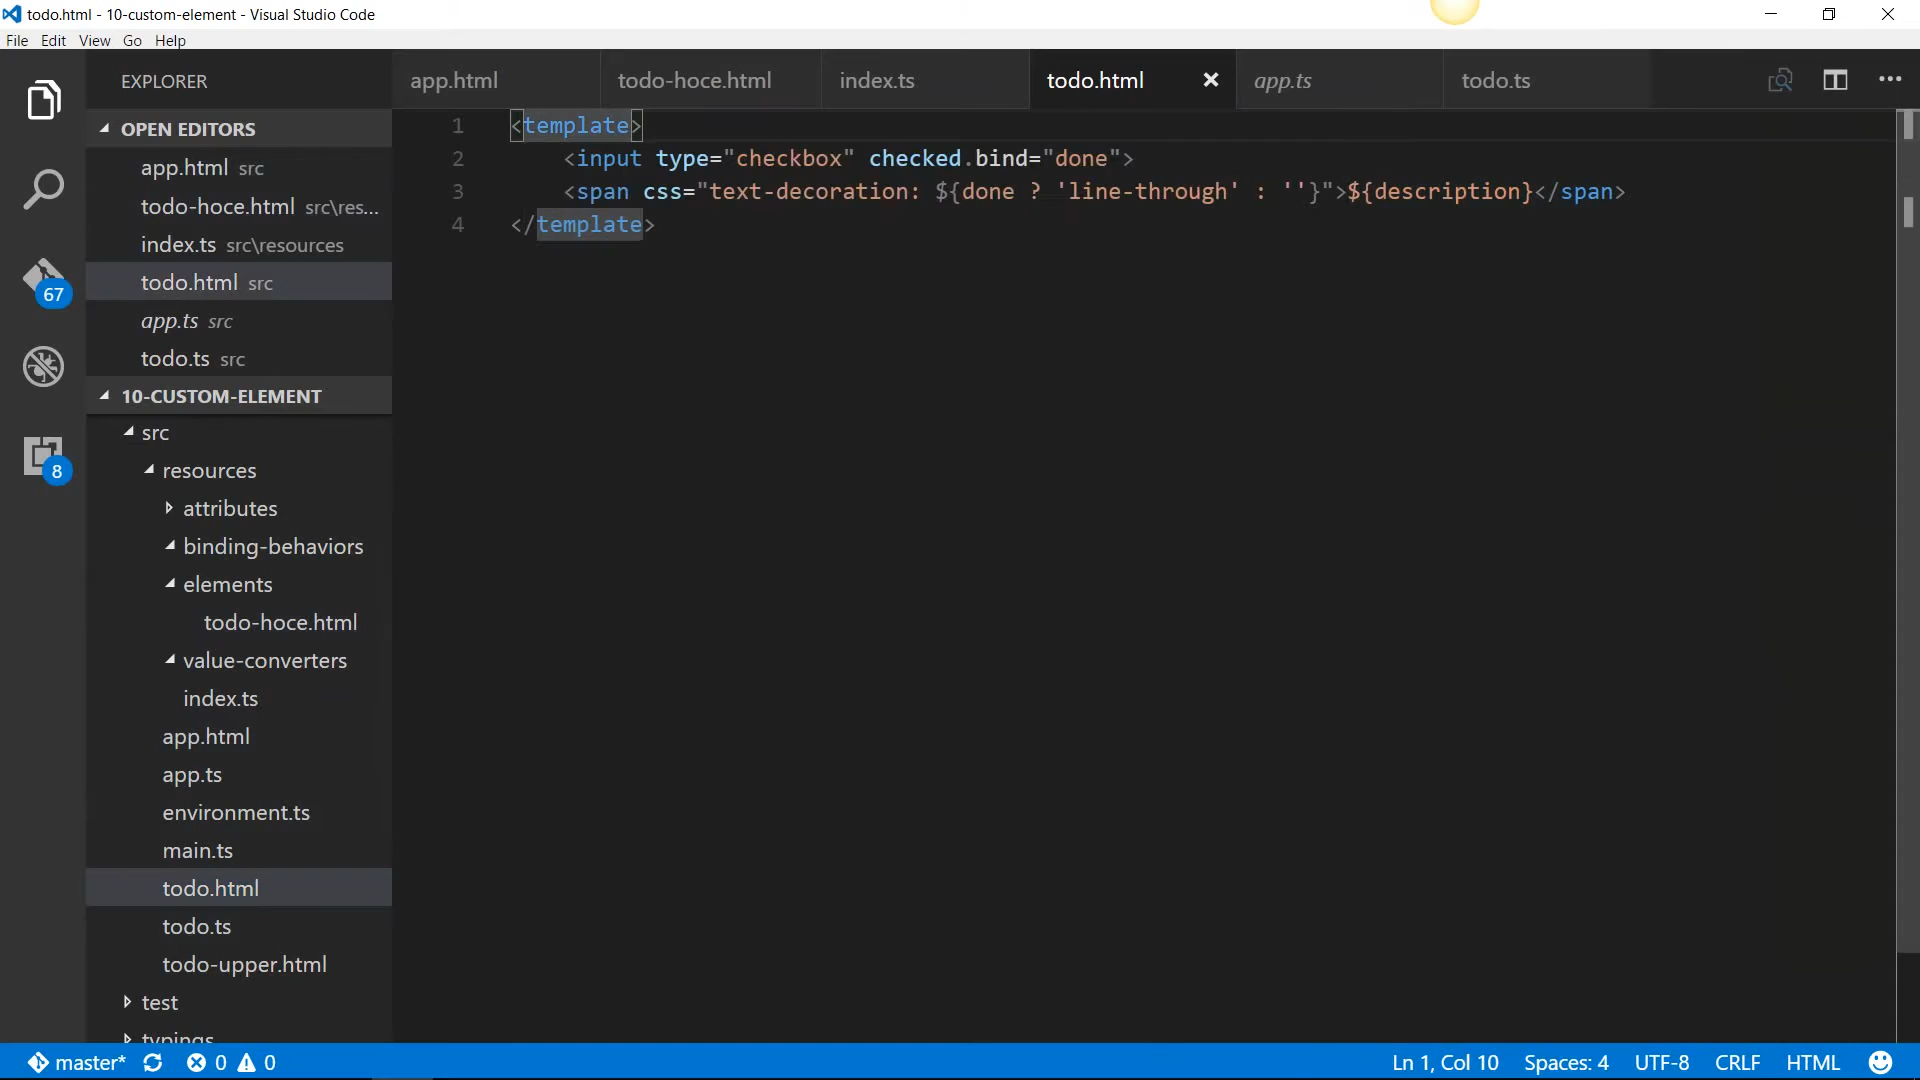 todo.html - 10-custom-element - Visual Studio Code
File Edit View Go Help
EXPLORER
OPEN EDITORS
app.html src
todo-hoce.html src\res...
index.ts src\resources
todo.html src
app.ts src
todo.ts src
10-CUSTOM-ELEMENT
src
resources
attributes
binding-behaviors
elements
todo-hoce.html
value-converters
index.ts
app.html
app.ts
environment.ts
main.ts
todo.html
todo.ts
todo-upper.html
test
typings
67
8
app.html todo-hoce.html index.ts todo.html app.ts todo.ts
1 <template>
2 <input type="checkbox" checked.bind="done">
3 <span css="text-decoration: ${done ? 'line-through' : ''}">${description}</span>
4 </template>
master* 0 0 Ln 1, Col 10 Spaces: 4 UTF-8 CRLF HTML